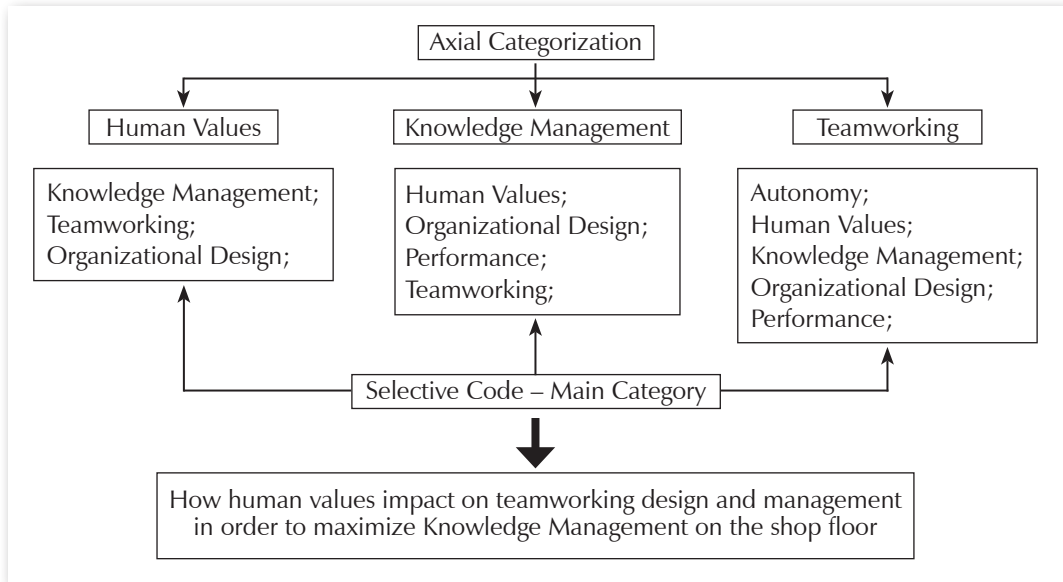 Axial Categorization
Human Values
Knowledge Management
Teamworking
Knowledge Management;
Teamworking;
Organizational Design;
Human Values;
Organizational Design;
Performance;
Teamworking;
Autonomy;
Human Values;
Knowledge Management;
Organizational Design;
Performance;
Selective Code – Main Category
How human values impact on teamworking design and management
in order to maximize Knowledge Management on the shop floor